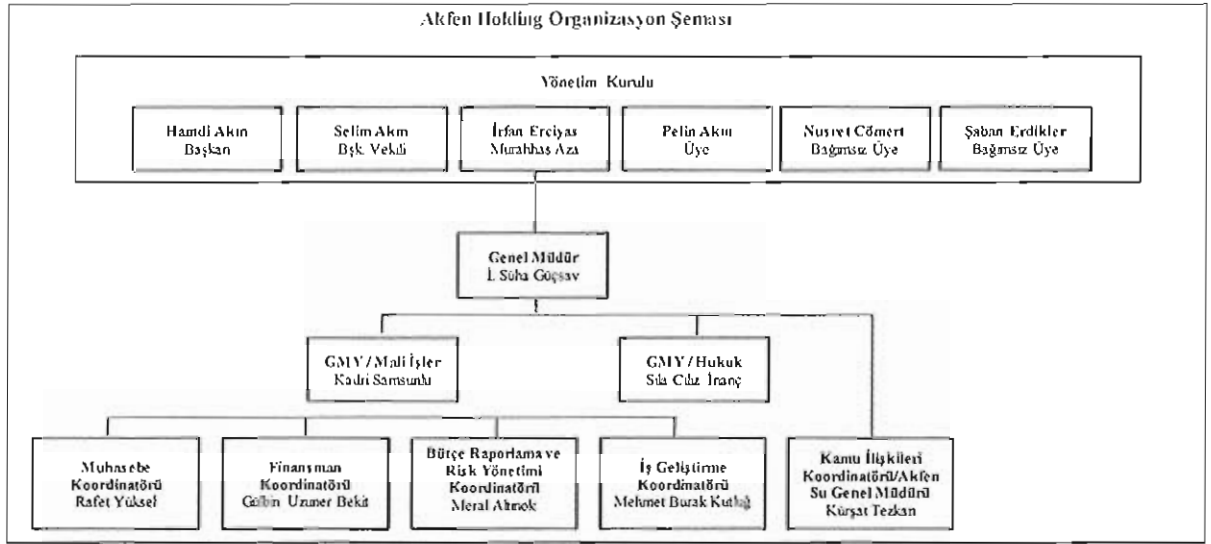 Akfen Holding Organizasyon Şeması
Yönetim Kurulu
Hamdi Akın
Başkan
Selim Akın
Bşk. Vekili
İrfan Erciyas
Murahhas Aza
Pelin Akın
Üye
Nusret Cömert
Bağımsız Üye
Şaban Erdikler
Bağımsız Üye
Genel Müdür
İ. Süha Güçsav
GMY / Mali İşler
Kadri Samsunlu
GMY / Hukuk
Sıla Cılız İnanç
Muhasebe
Koordinatörü
Rafet Yüksel
Finansman
Koordinatörü
Gülbin Uzuner Bekit
Bütçe Raporlama ve
Risk Yönetimi
Koordinatörü
Meral Altınok
İş Geliştirme
Koordinatörü
Mehmet Burak Kutluğ
Kamu İlişkileri
Koordinatörü/Akfen
Su Genel Müdürü
Kürşat Tezkan